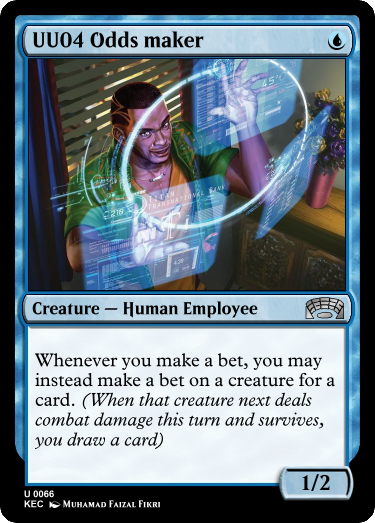 UU04 Odds maker
Creature — Human Employee
Whenever you make a bet, you may
instead make a bet on a creature for a
card. (When that creature next deals
combat damage this turn and survives,
you draw a card)
1/2
U 0066
KEC Muhamad Faizal Fikri